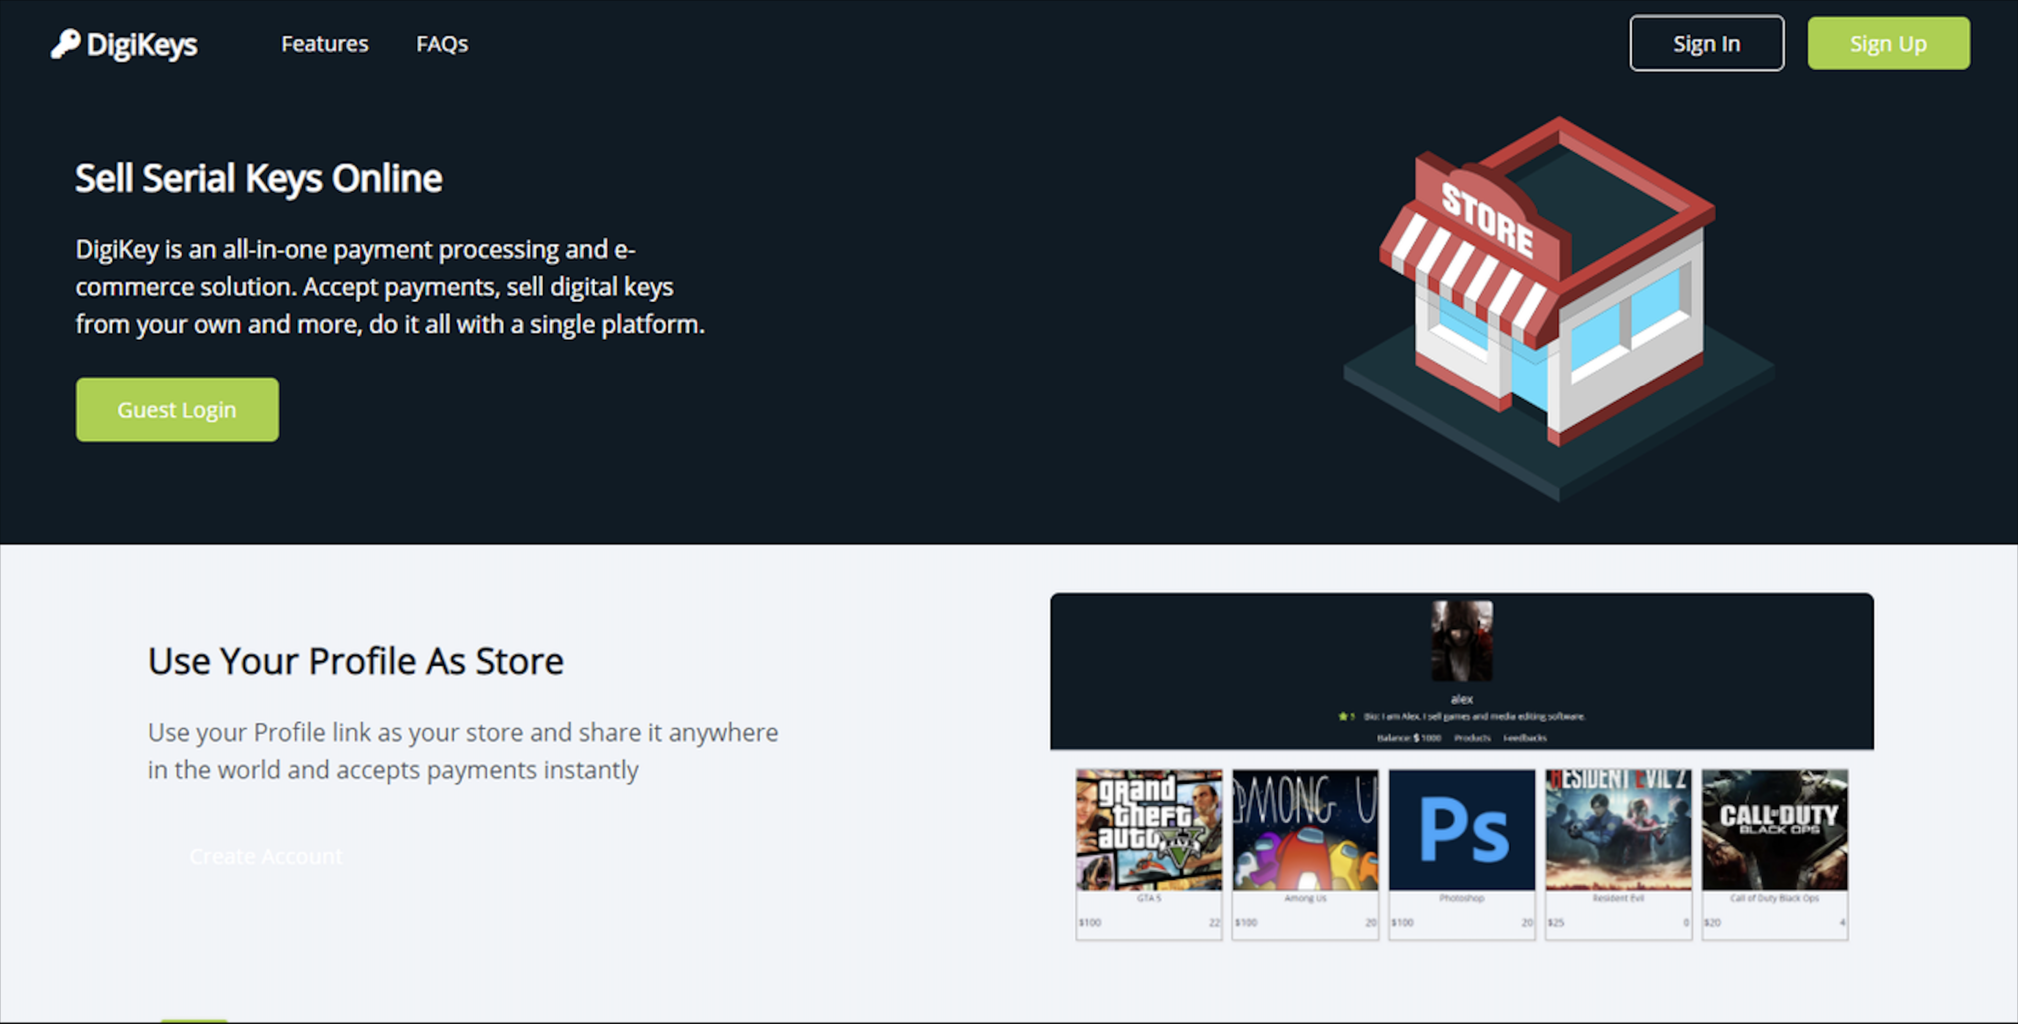 DigiKeys
Features
FAQs
Sign In
Sign Up
Sell Serial Keys Online
DigiKey is an all-in-one payment processing and e-
commerce solution. Accept payments, sell digital keys
from your own and more, do it all with a single platform.
Guest Login
STORE
Use Your Profile As Store
Use your Profile link as your store and share it anywhere
in the world and accepts payments instantly
Create Account
alex
5 Bio: I am Alex. I sell games and media editing software.
Balance: $ 1000 Products Feedbacks
grand
theft
auto
V
AMONG U
Ps
RESIDENT EVIL 2
CALL OF DUTY
BLACK OPS
GTA 5
Among Us
Photoshop
Resident Evil
Call of Duty Black Ops
$100 22
$100 20
$100 20
$25 0
$20 4